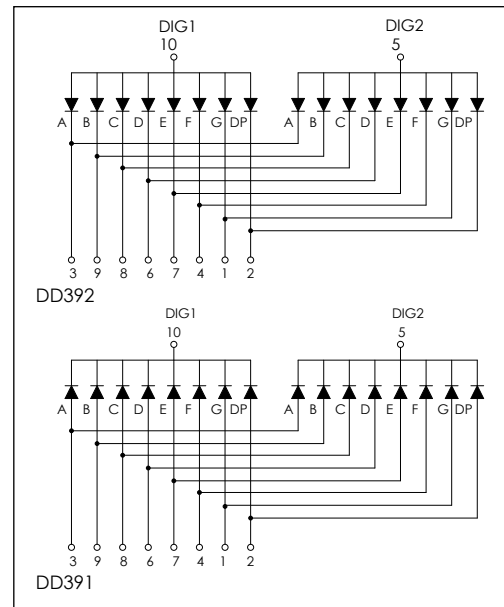 DIG1 DIG2
10 5
A B C D E F G DP A B C D E F G DP
3 9 8 6 7 4 1 2
DD392
DIG1 DIG2
10 5
A B C D E F G DP A B C D E F G DP
3 9 8 6 7 4 1 2
DD391